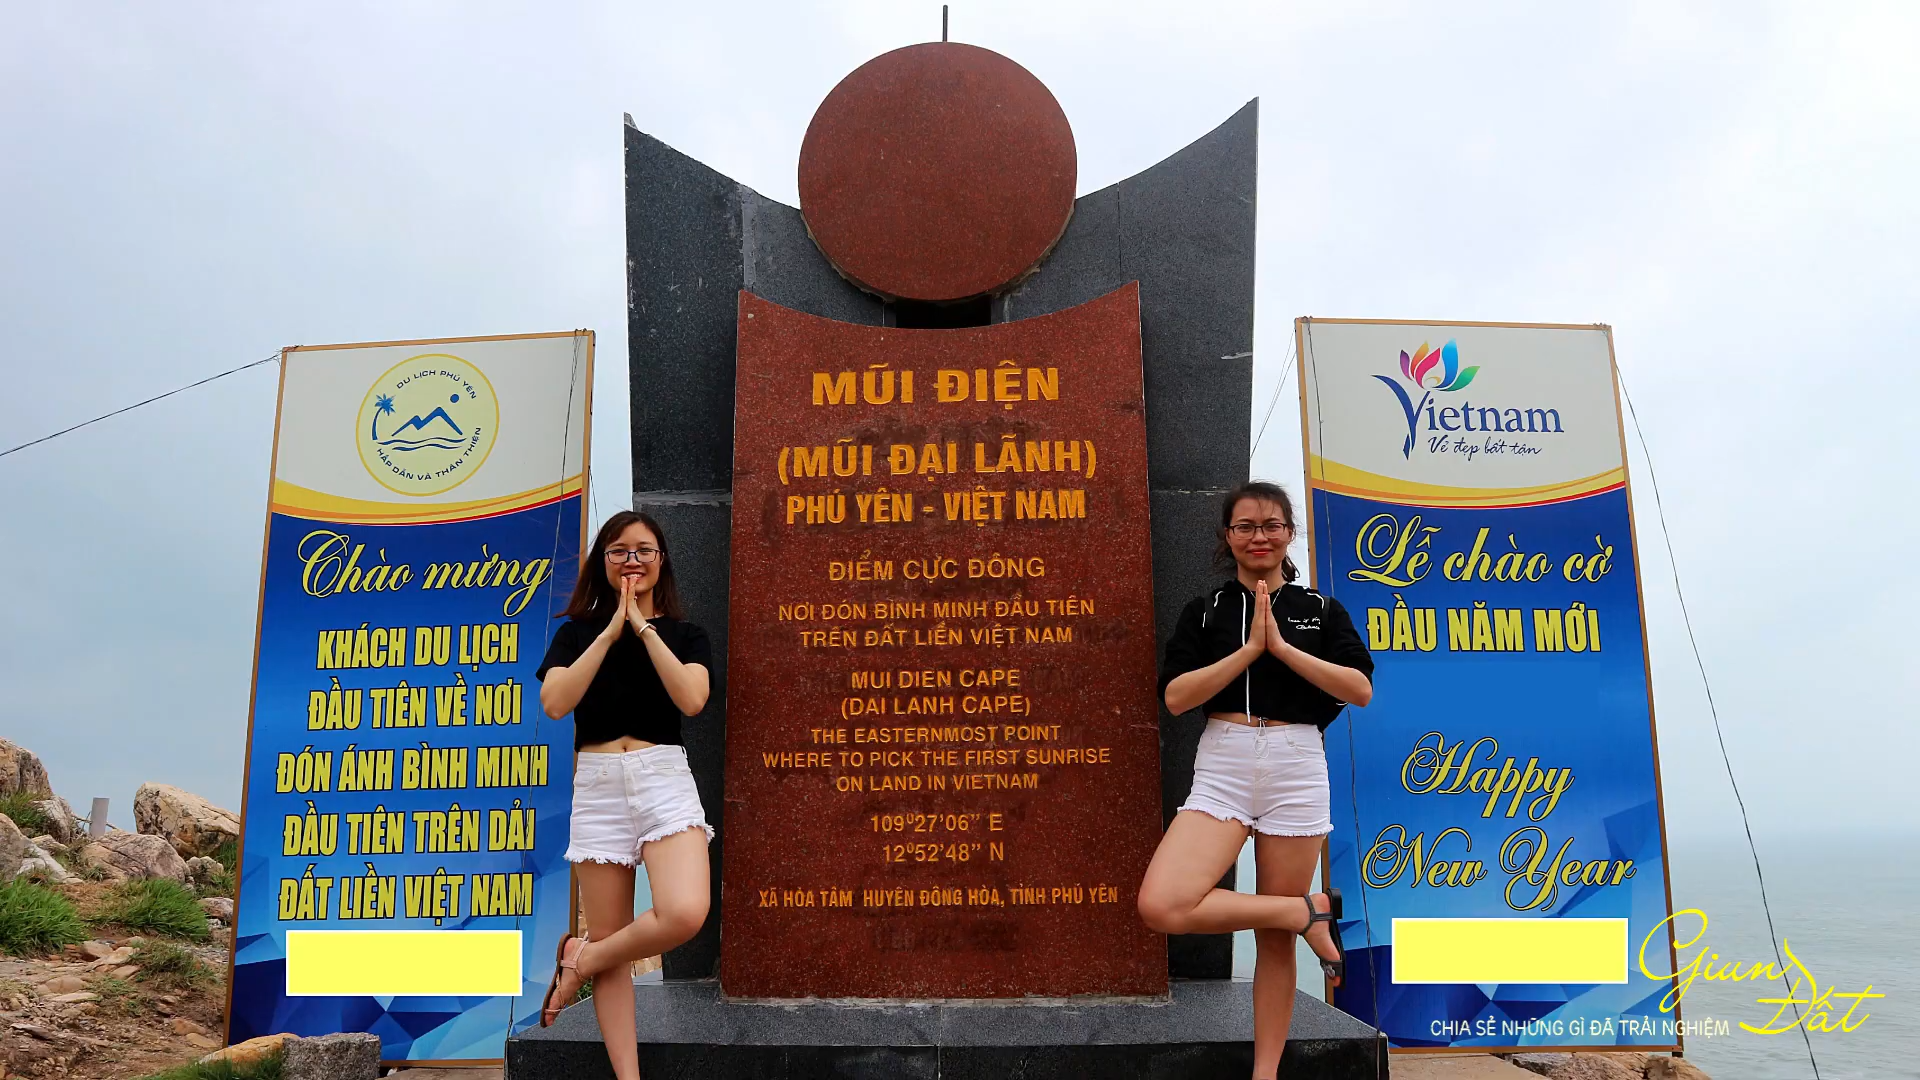 DU LỊCH PHÚ YÊN
HẤP DẪN VÀ THÂN THIỆN
Chào mừng
KHÁCH DU LỊCH
ĐẦU TIÊN VỀ NƠI
ĐÓN ÁNH BÌNH MINH
ĐẦU TIÊN TRÊN DẢI
ĐẤT LIỀN VIỆT NAM
MŨI ĐIỆN
(MŨI ĐẠI LÃNH)
PHÚ YÊN - VIỆT NAM
ĐIỂM CỰC ĐÔNG
NƠI ĐÓN BÌNH MINH ĐẦU TIÊN
TRÊN ĐẤT LIỀN VIỆT NAM
MUI DIEN CAPE
(DAI LANH CAPE)
THE EASTERNMOST POINT
WHERE TO PICK THE FIRST SUNRISE
ON LAND IN VIETNAM
109⁰27'06" E
12⁰52'48" N
XÃ HÒA TÂM HUYỆN ĐÔNG HÒA, TỈNH PHÚ YÊN
Vietnam
Vẻ đẹp bất tận
Lễ chào cờ
ĐẦU NĂM MỚI
Happy
New Year
Giun Đất
CHIA SẺ NHỮNG GÌ ĐÃ TRẢI NGHIỆM